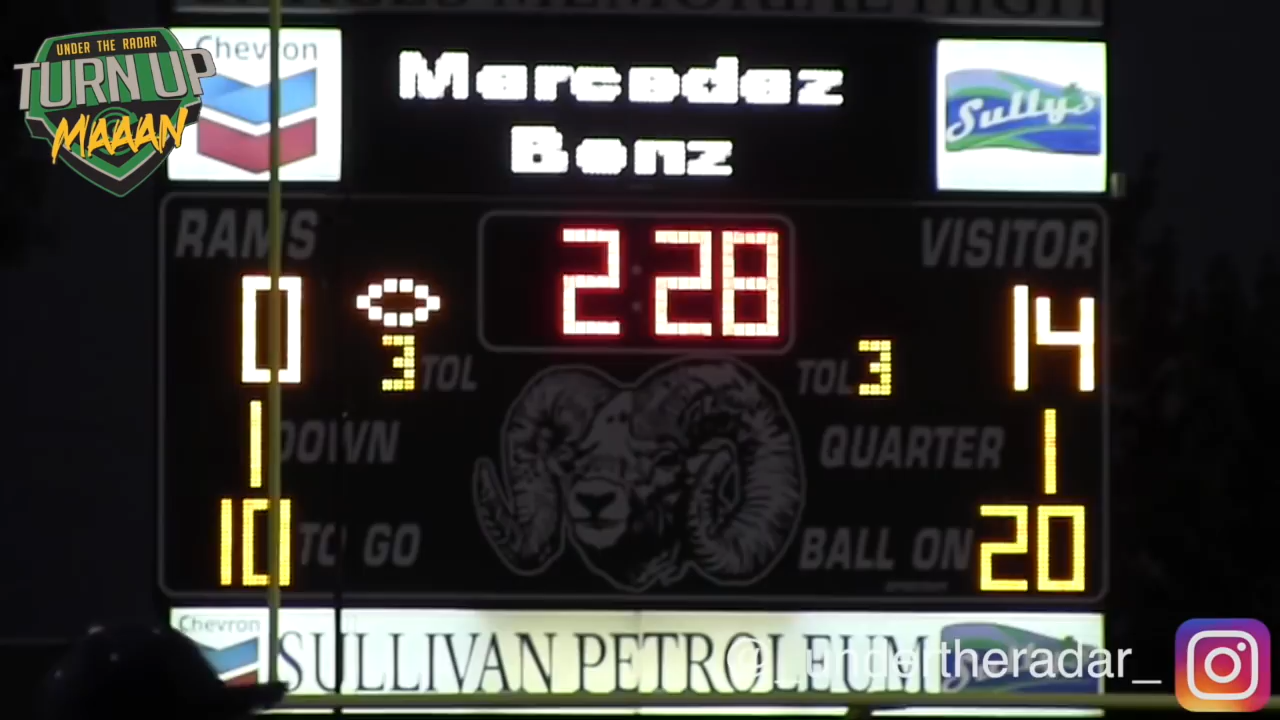 UNDER THE RADAR
TURN UP
MAAAN
Chevron
Mercedez
Benz
Sully's
RAMS
2:28
VISITOR
0
3 TOL
TOL 3
14
1 DOWN
QUARTER 1
10 TO GO
BALL ON 20
Chevron
SULLIVAN PETROLEUM
@_undertheradar_